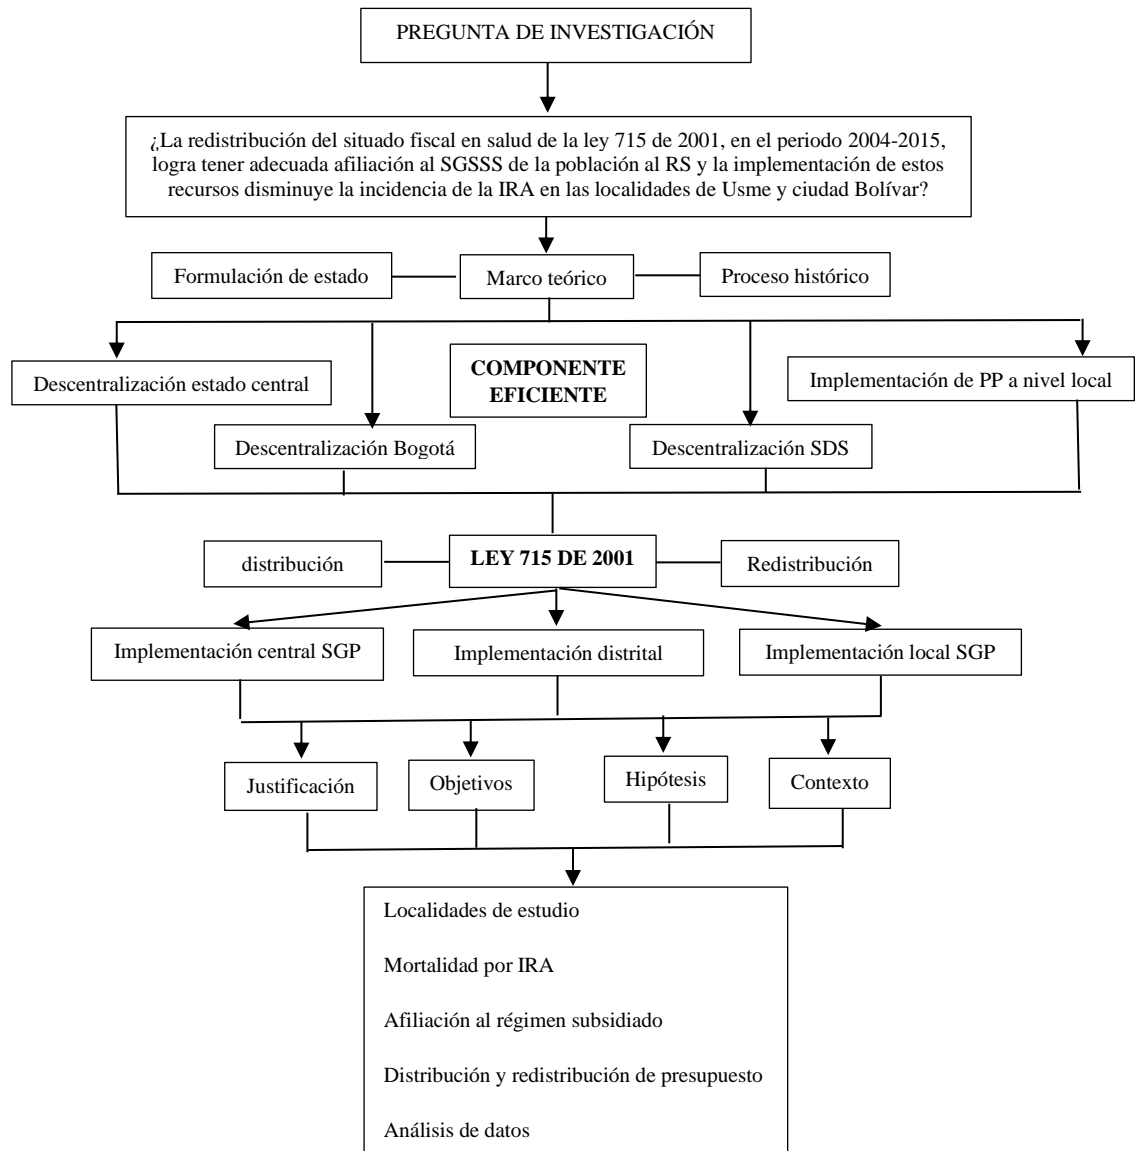 PREGUNTA DE INVESTIGACIÓN
¿La redistribución del situado fiscal en salud de la ley 715 de 2001, en el periodo 2004-2015,
logra tener adecuada afiliación al SGSSS de la población al RS y la implementación de estos
recursos disminuye la incidencia de la IRA en las localidades de Usme y ciudad Bolívar?
Formulación de estado
Marco teórico
Proceso histórico
Descentralización estado central
COMPONENTE
EFICIENTE
Implementación de PP a nivel local
Descentralización Bogotá
Descentralización SDS
distribución
LEY 715 DE 2001
Redistribución
Implementación central SGP
Implementación distrital
Implementación local SGP
Justificación
Objetivos
Hipótesis
Contexto
Localidades de estudio
Mortalidad por IRA
Afiliación al régimen subsidiado
Distribución y redistribución de presupuesto
Análisis de datos